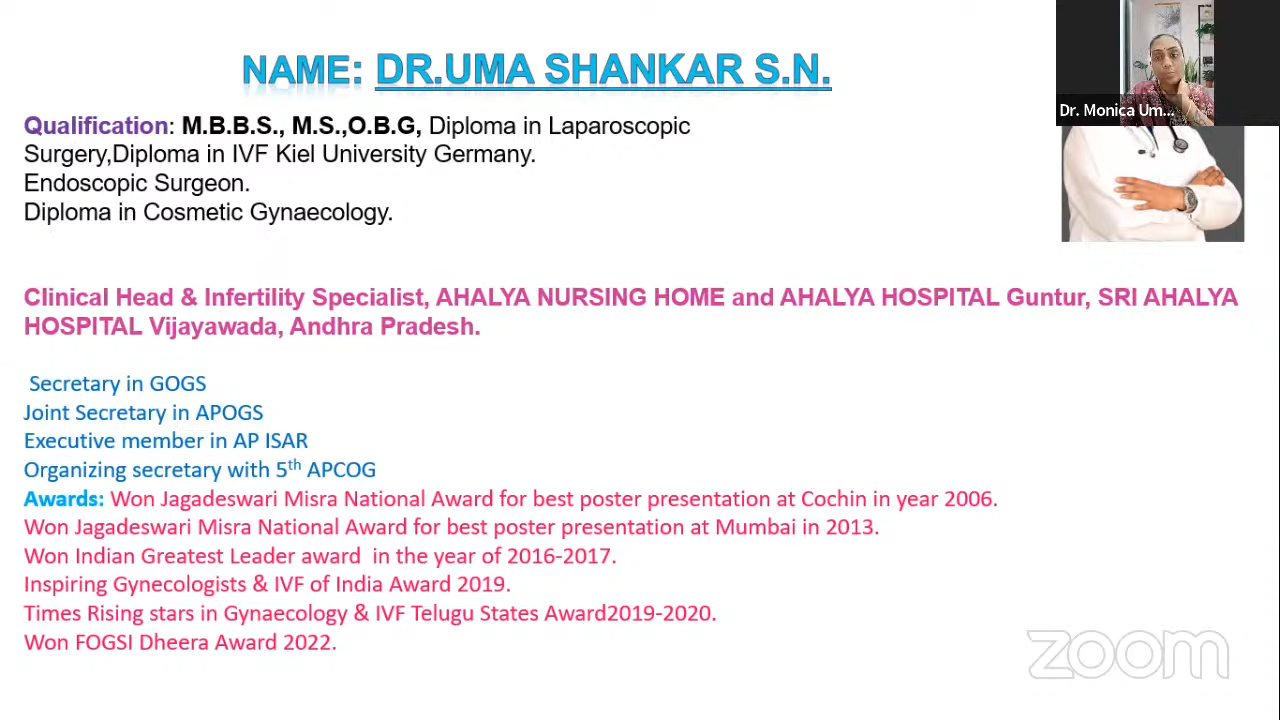 NAME: DR.UMA SHANKAR S.N.
Dr. Monica Um...
Qualification: M.B.B.S., M.S.,O.B.G, Diploma in Laparoscopic
Surgery,Diploma in IVF Kiel University Germany.
Endoscopic Surgeon.
Diploma in Cosmetic Gynaecology.
Clinical Head & Infertility Specialist, AHALYA NURSING HOME and AHALYA HOSPITAL Guntur, SRI AHALYA
HOSPITAL Vijayawada, Andhra Pradesh.
Secretary in GOGS
Joint Secretary in APOGS
Executive member in AP ISAR
Organizing secretary with 5th APCOG
Awards: Won Jagadeswari Misra National Award for best poster presentation at Cochin in year 2006.
Won Jagadeswari Misra National Award for best poster presentation at Mumbai in 2013.
Won Indian Greatest Leader award  in the year of 2016-2017.
Inspiring Gynecologists & IVF of India Award 2019.
Times Rising stars in Gynaecology & IVF Telugu States Award2019-2020.
Won FOGSI Dheera Award 2022.
zoom